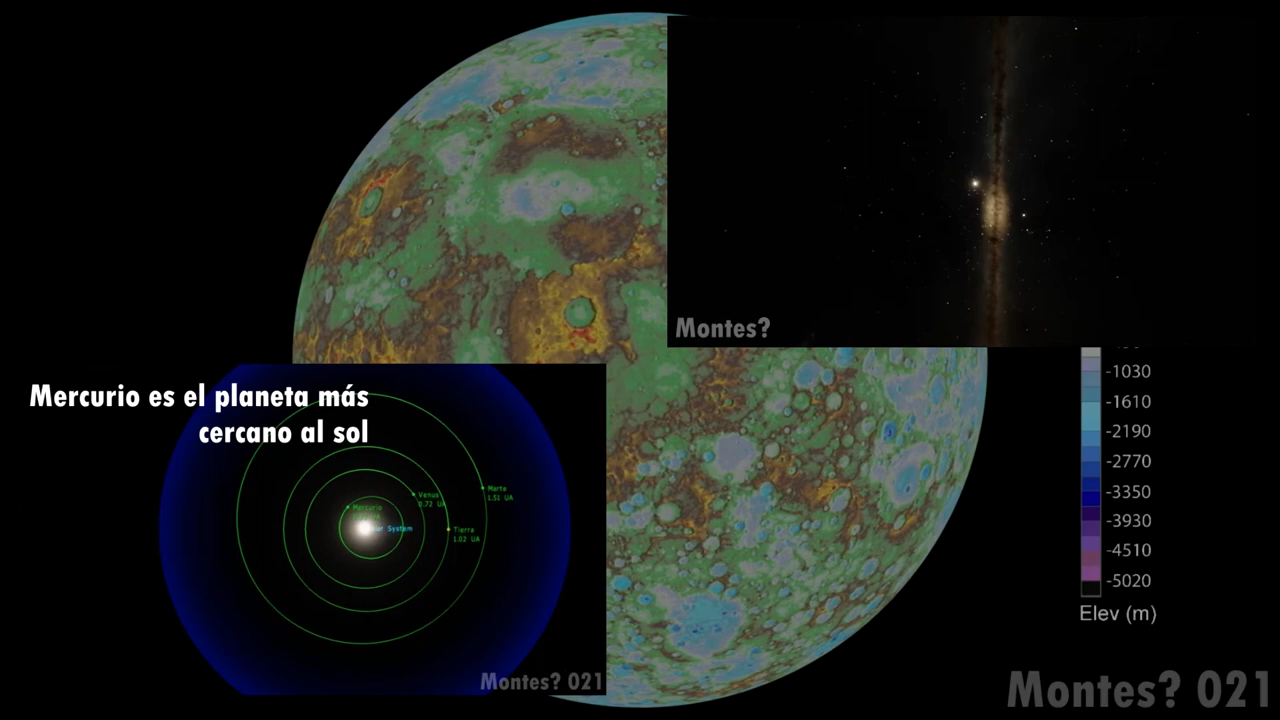 Montes?
-1030
-1610
-2190
-2770
-3350
-3930
-4510
-5020
Elev (m)
Mercurio es el planeta más
cercano al sol
Marte
1.51 UA
Venus
0.72 UA
Mercurio
System
Tierra
1.02 UA
Montes? 021
Montes? 021